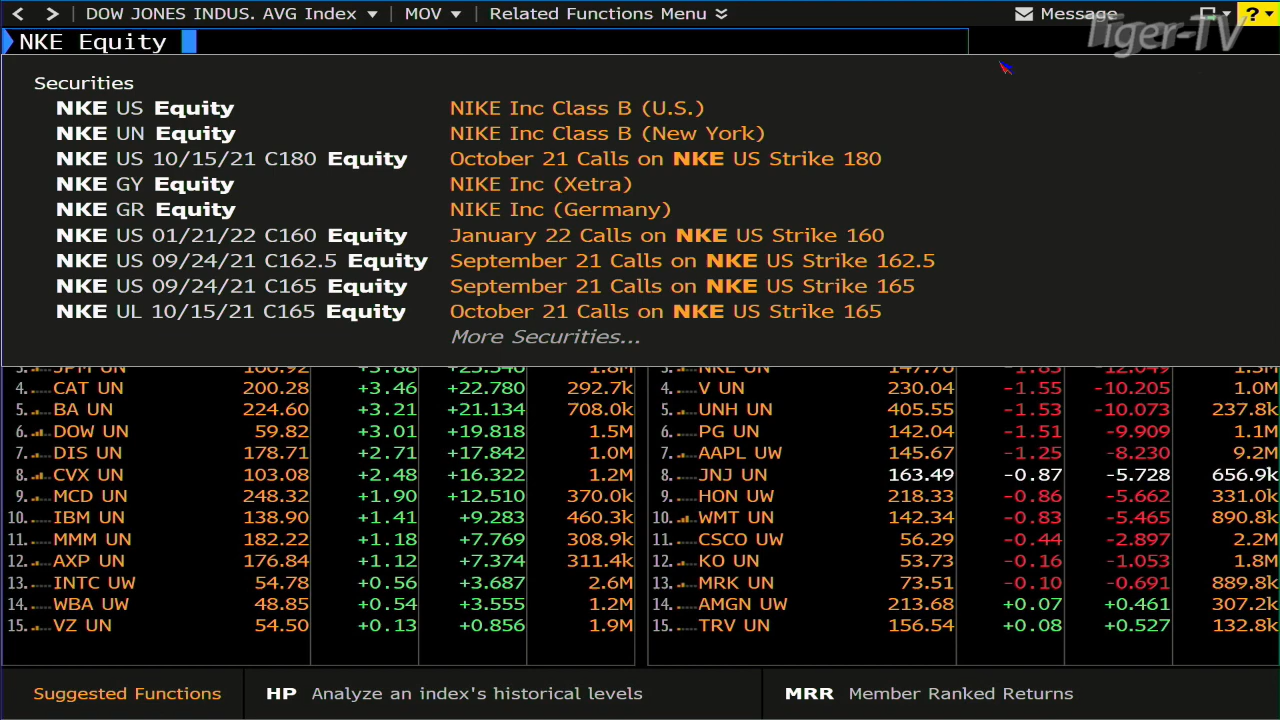 < > DOW JONES INDUS. AVG Index ▼ MOV ▼ Related Functions Menu Message ?
Tiger-TV
NKE Equity
Securities
NKE US Equity NIKE Inc Class B (U.S.)
NKE UN Equity NIKE Inc Class B (New York)
NKE US 10/15/21 C180 Equity October 21 Calls on NKE US Strike 180
NKE GY Equity NIKE Inc (Xetra)
NKE GR Equity NIKE Inc (Germany)
NKE US 01/21/22 C160 Equity January 22 Calls on NKE US Strike 160
NKE US 09/24/21 C162.5 Equity September 21 Calls on NKE US Strike 162.5
NKE US 09/24/21 C165 Equity September 21 Calls on NKE US Strike 165
NKE UL 10/15/21 C165 Equity October 21 Calls on NKE US Strike 165
More Securities...
4. CAT UN 200.28 +3.46 +22.780 292.7k 4. V UN 230.04 -1.55 -10.205 1.0M
5. BA UN 224.60 +3.21 +21.134 708.0k 5. UNH UN 405.55 -1.53 -10.073 237.8k
6. DOW UN 59.82 +3.01 +19.818 1.5M 6. PG UN 142.04 -1.51 -9.909 1.1M
7. DIS UN 178.71 +2.71 +17.842 1.0M 7. AAPL UW 145.67 -1.25 -8.230 9.2M
8. CVX UN 103.08 +2.48 +16.322 1.2M 8. JNJ UN 163.49 -0.87 -5.728 656.9k
9. MCD UN 248.32 +1.90 +12.510 370.0k 9. HON UW 218.33 -0.86 -5.662 331.0k
10. IBM UN 138.90 +1.41 +9.283 460.3k 10. WMT UN 142.34 -0.83 -5.465 890.8k
11. MMM UN 182.22 +1.18 +7.769 308.9k 11. CSCO UW 56.29 -0.44 -2.897 2.2M
12. AXP UN 176.84 +1.12 +7.374 311.4k 12. KO UN 53.73 -0.16 -1.053 1.8M
13. INTC UW 54.78 +0.56 +3.687 2.6M 13. MRK UN 73.51 -0.10 -0.691 889.8k
14. WBA UW 48.85 +0.54 +3.555 1.2M 14. AMGN UW 213.68 +0.07 +0.461 307.2k
15. VZ UN 54.50 +0.13 +0.856 1.9M 15. TRV UN 156.54 +0.08 +0.527 132.8k
Suggested Functions HP Analyze an index's historical levels MRR Member Ranked Returns